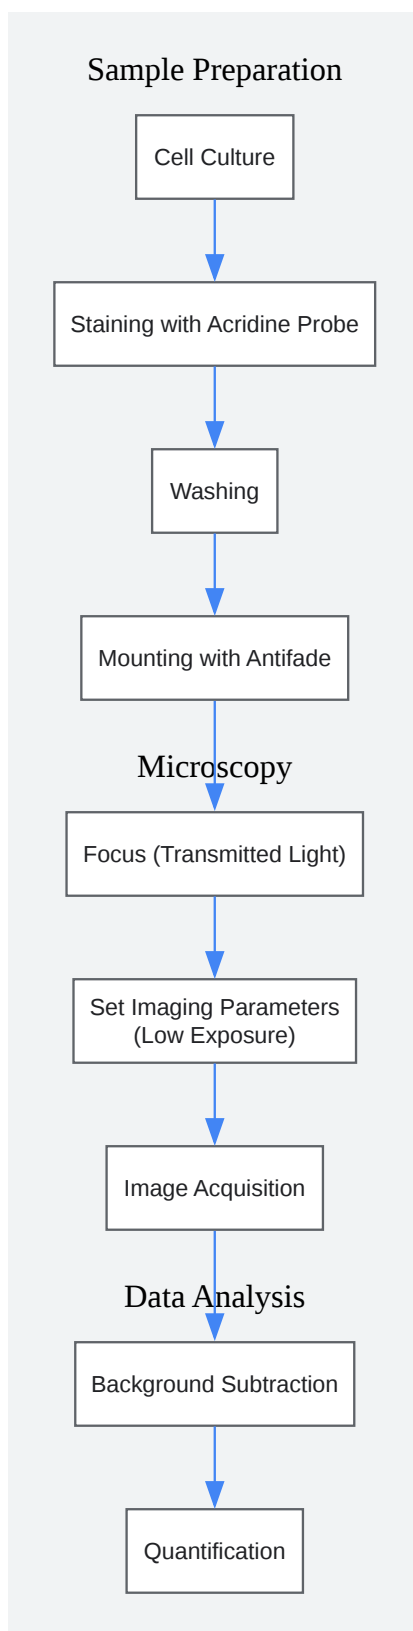 Sample Preparation
Cell Culture
Staining with Acridine Probe
Washing
Mounting with Antifade
Microscopy
Focus (Transmitted Light)
Set Imaging Parameters
(Low Exposure)
Image Acquisition
Data Analysis
Background Subtraction
Quantification